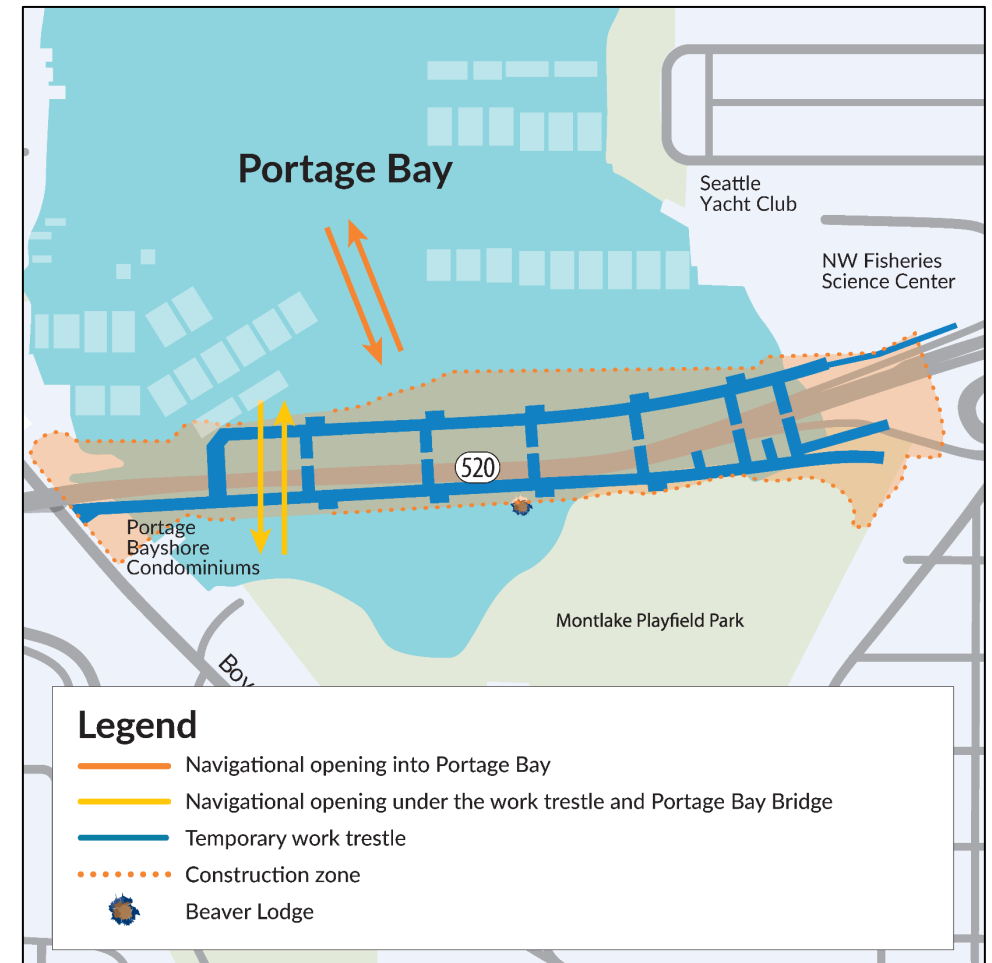 Portage Bay
Seattle
Yacht Club
NW Fisheries
Science Center
520
Portage
Bayshore
Condominiums
Montlake Playfield Park
Boy
Legend
Navigational opening into Portage Bay
Navigational opening under the work trestle and Portage Bay Bridge
Temporary work trestle
Construction zone
Beaver Lodge